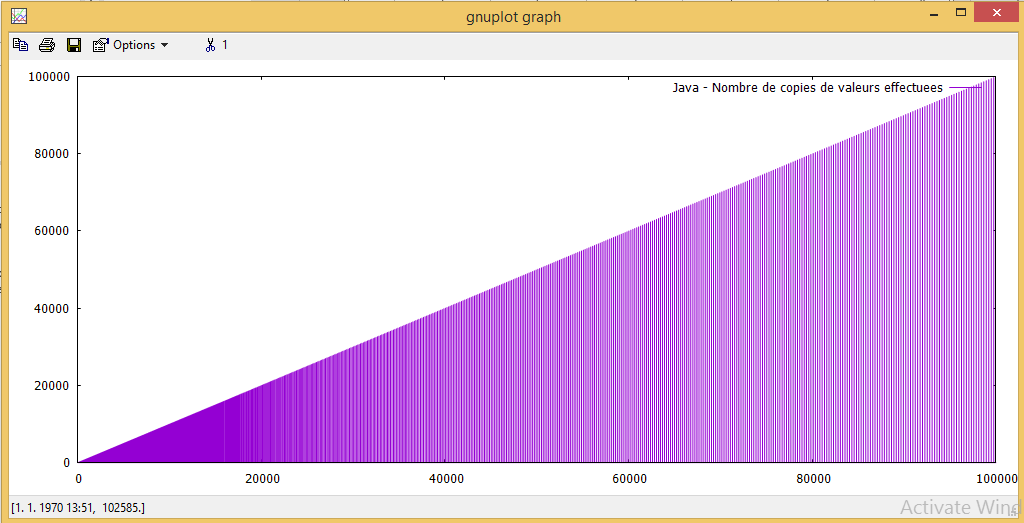 gnuplot graph
Options 1
100000
Java - Nombre de copies de valeurs effectuees
80000
60000
40000
20000
0
0 20000 40000 60000 80000 100000
[1. 1. 1970 13:51, 102585.]
Activate Wind